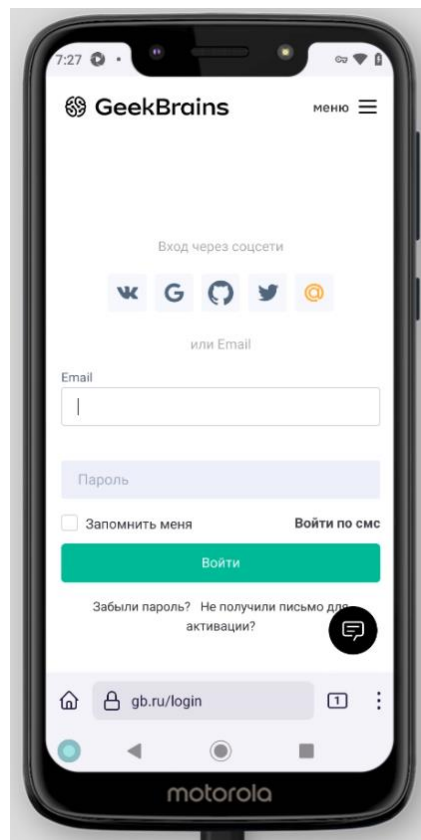 7:27
GeekBrains
меню
Вход через соцсети
или Email
Email
Пароль
Запомнить меня
Войти по смс
Войти
Забыли пароль? Не получили письмо для
активации?
gb.ru/login
1
motorola